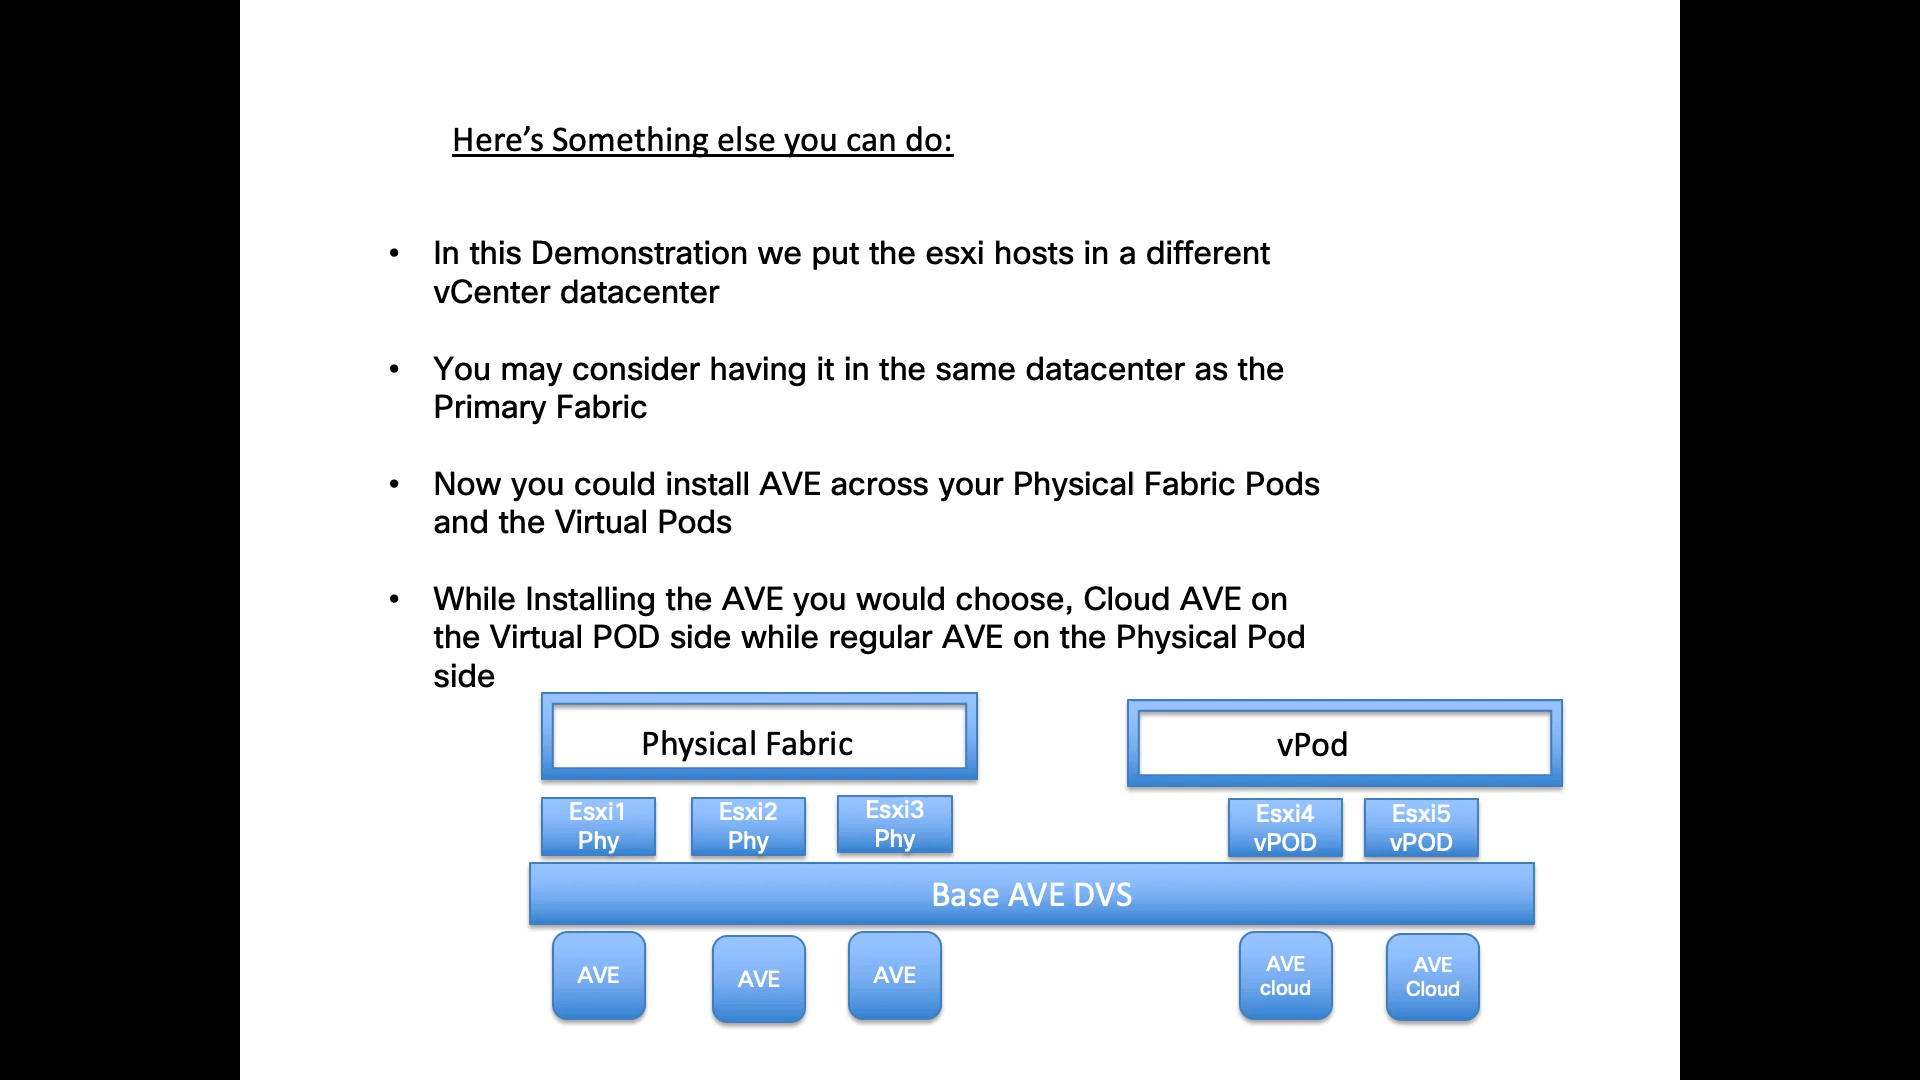 Here’s Something else you can do:
• In this Demonstration we put the esxi hosts in a different
vCenter datacenter
• You may consider having it in the same datacenter as the
Primary Fabric
• Now you could install AVE across your Physical Fabric Pods
and the Virtual Pods
• While Installing the AVE you would choose, Cloud AVE on
the Virtual POD side while regular AVE on the Physical Pod
side
Physical Fabric
vPod
Esxi1
Phy
Esxi2
Phy
Esxi3
Phy
Esxi4
vPOD
Esxi5
vPOD
Base AVE DVS
AVE
AVE
AVE
AVE
cloud
AVE
Cloud